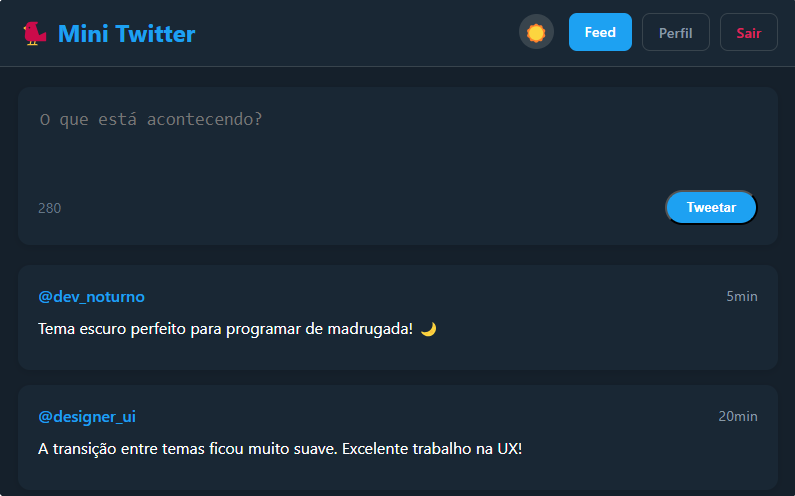 Mini Twitter
Feed
Perfil
Sair
O que está acontecendo?
280
Tweetar
@dev_noturno
5min
Tema escuro perfeito para programar de madrugada! 🌙
@designer_ui
20min
A transição entre temas ficou muito suave. Excelente trabalho na UX!